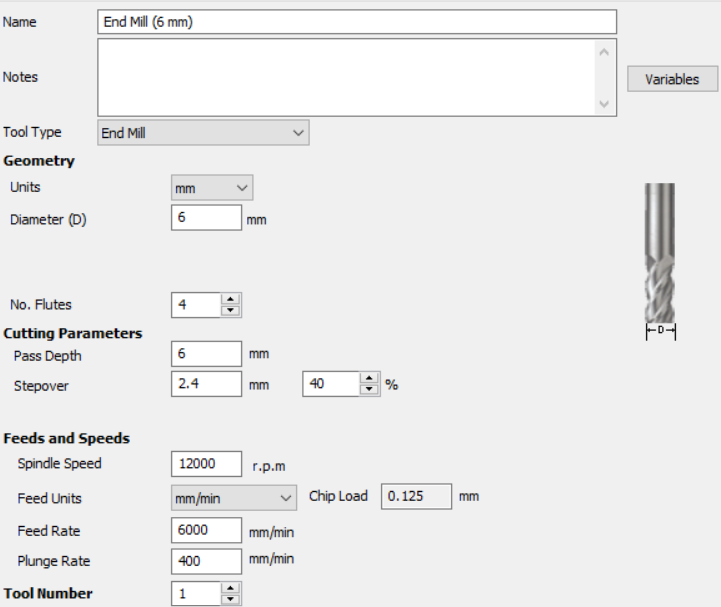 Name End Mill (6 mm)
Notes Variables
Tool Type End Mill
Geometry
Units mm
Diameter (D) 6 mm
No. Flutes 4
D
Cutting Parameters
Pass Depth 6 mm
Stepover 2.4 mm 40 %
Feeds and Speeds
Spindle Speed 12000 r.p.m
Feed Units mm/min Chip Load 0.125 mm
Feed Rate 6000 mm/min
Plunge Rate 400 mm/min
Tool Number 1